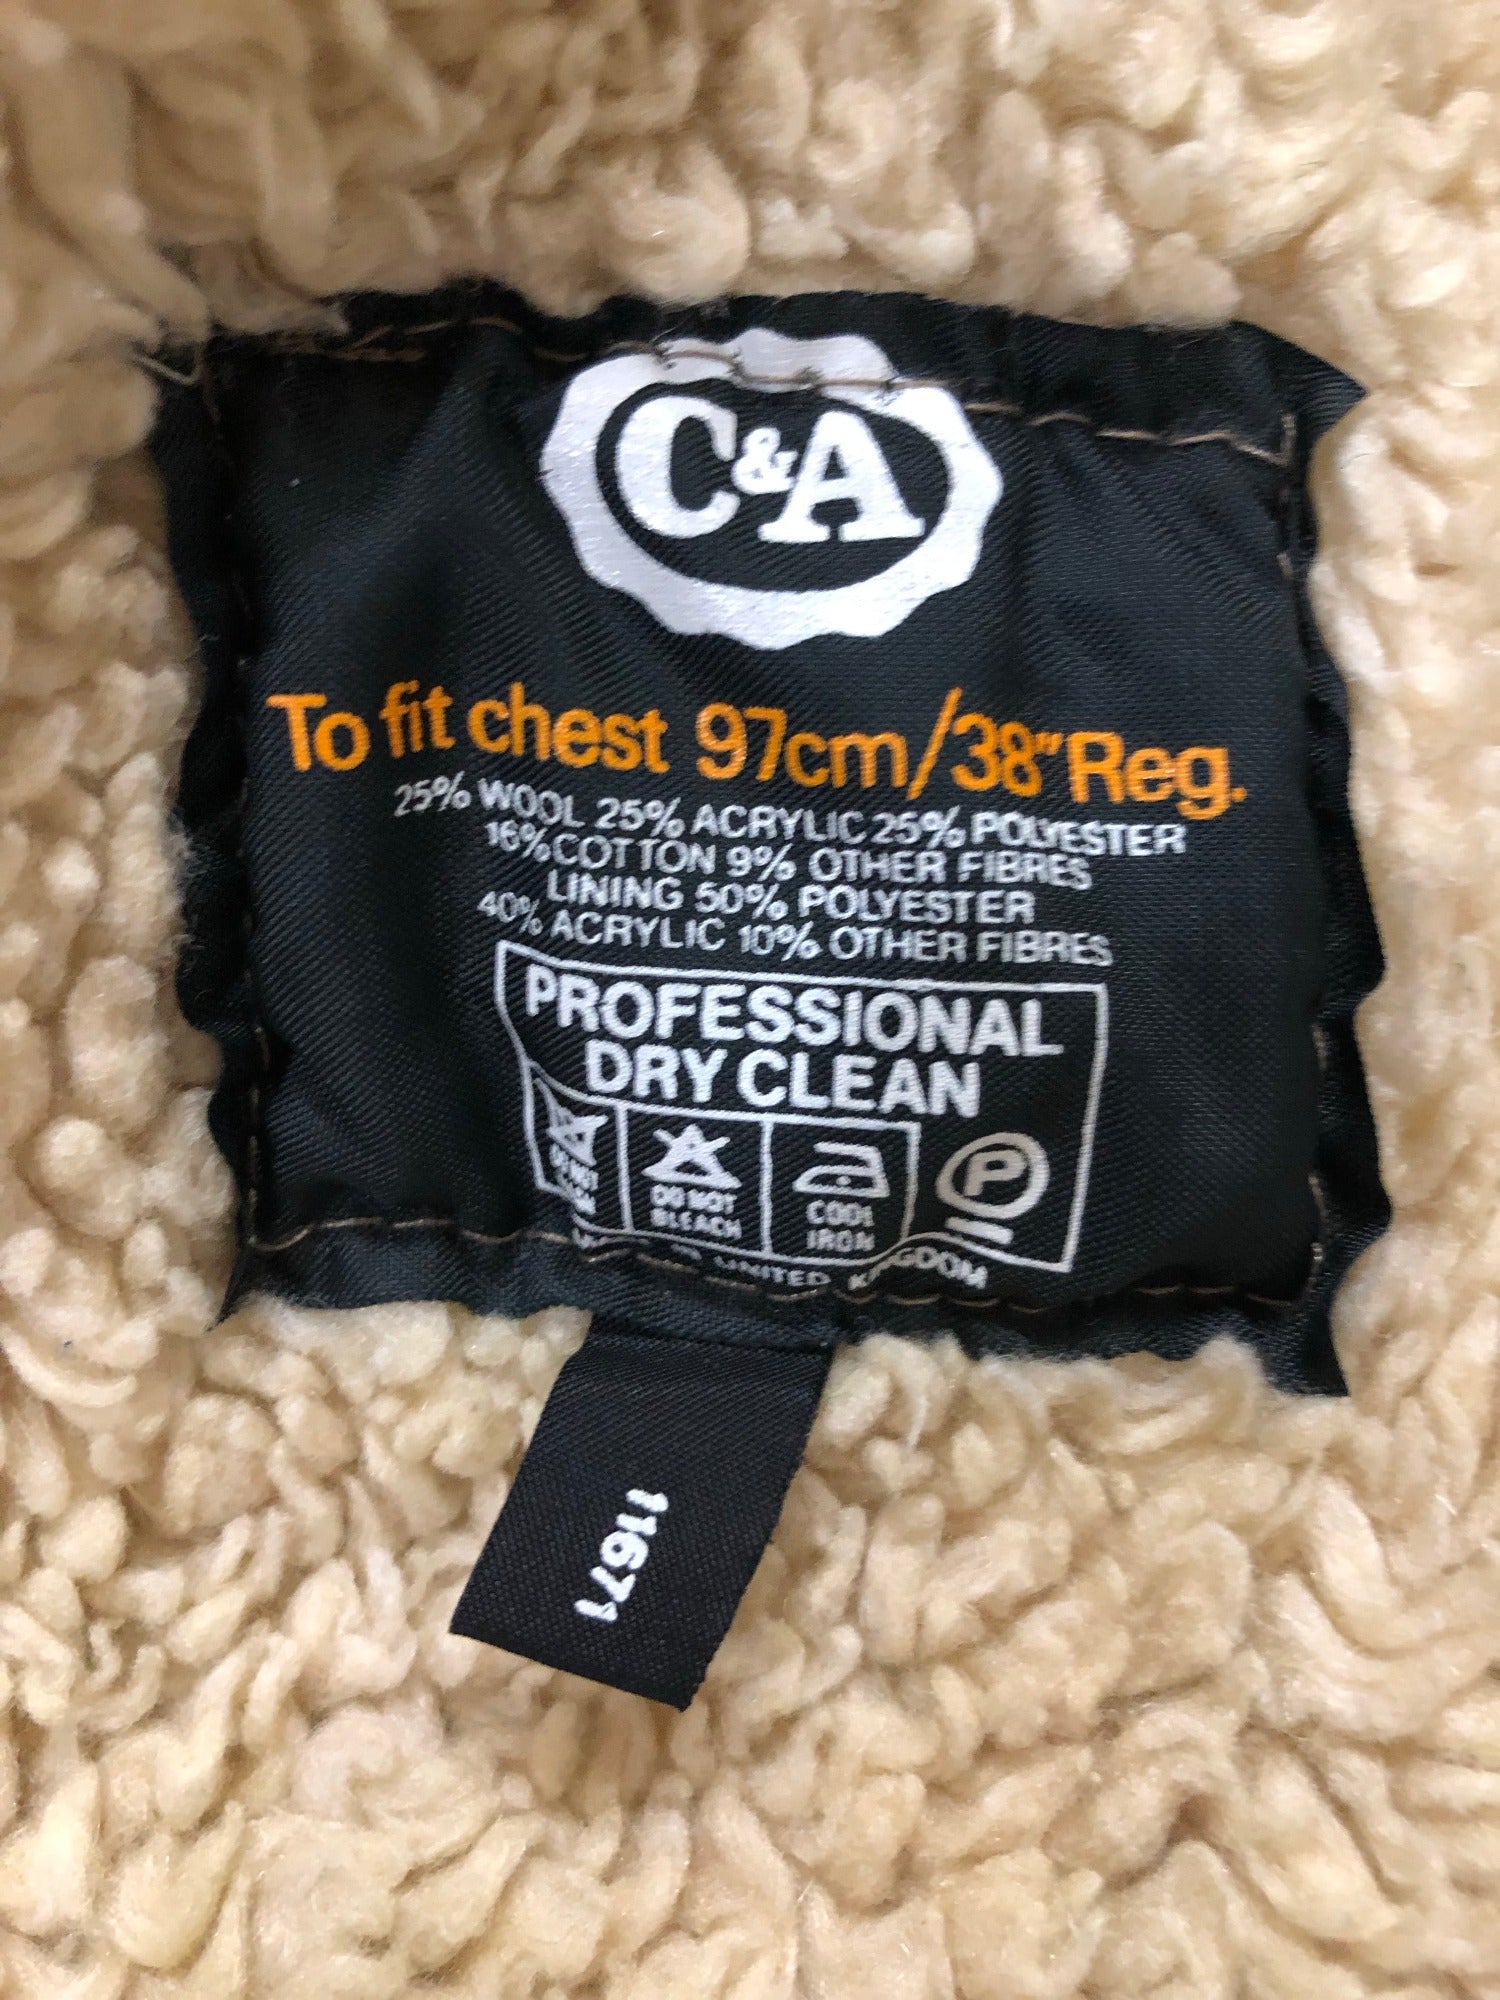 C&A
To fit chest 97cm/38" Reg.
25% WOOL 25% ACRYLIC 25% POLYESTER
16% COTTON 9% OTHER FIBRES
LINING 50% POLYESTER
40% ACRYLIC 10% OTHER FIBRES
PROFESSIONAL
DRY CLEAN
DO NOT
DO NOT
BLEACH
COOL
IRON
P
UNITED KINGDOM
11671